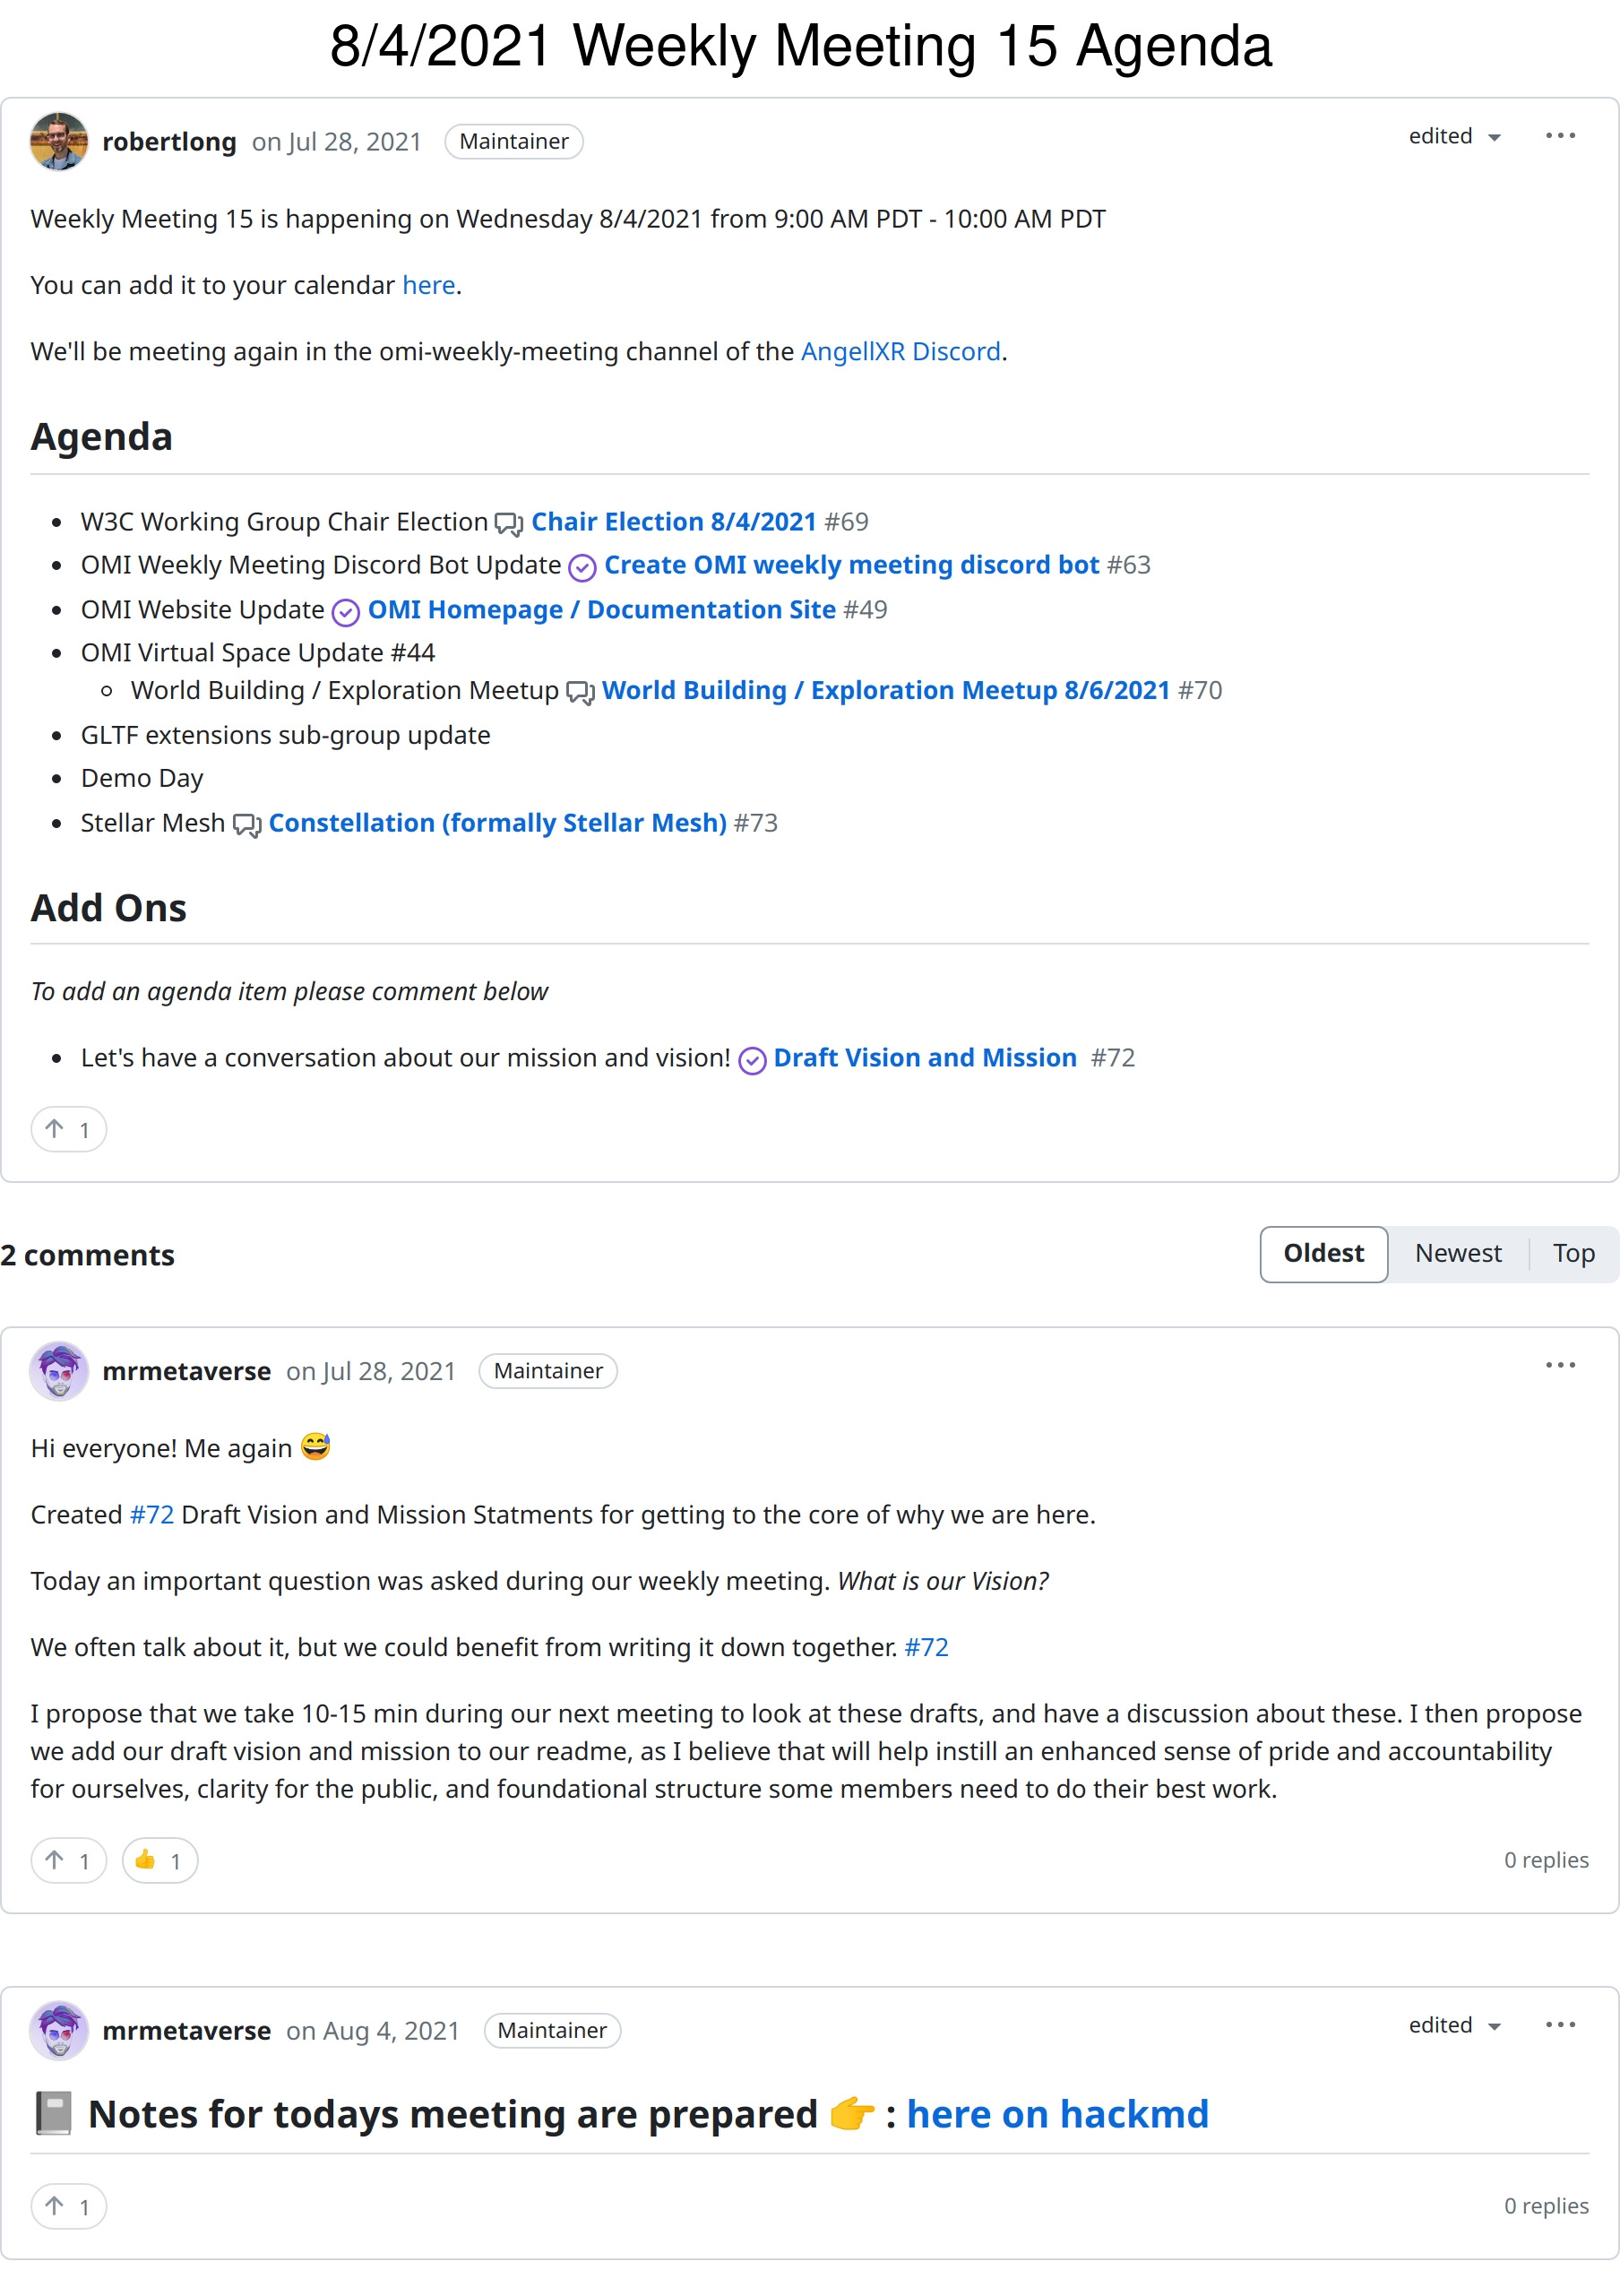 8/4/2021 Weekly Meeting 15 Agenda
robertlong on Jul 28, 2021 Maintainer edited
Weekly Meeting 15 is happening on Wednesday 8/4/2021 from 9:00 AM PDT - 10:00 AM PDT
You can add it to your calendar here.
We'll be meeting again in the omi-weekly-meeting channel of the AngellXR Discord.
Agenda
W3C Working Group Chair Election Chair Election 8/4/2021 #69
OMI Weekly Meeting Discord Bot Update Create OMI weekly meeting discord bot #63
OMI Website Update OMI Homepage / Documentation Site #49
OMI Virtual Space Update #44
World Building / Exploration Meetup World Building / Exploration Meetup 8/6/2021 #70
GLTF extensions sub-group update
Demo Day
Stellar Mesh Constellation (formally Stellar Mesh) #73
Add Ons
To add an agenda item please comment below
Let's have a conversation about our mission and vision! Draft Vision and Mission #72
1
2 comments Oldest Newest Top
mrmetaverse on Jul 28, 2021 Maintainer
Hi everyone! Me again 😅
Created #72 Draft Vision and Mission Statments for getting to the core of why we are here.
Today an important question was asked during our weekly meeting. What is our Vision?
We often talk about it, but we could benefit from writing it down together. #72
I propose that we take 10-15 min during our next meeting to look at these drafts, and have a discussion about these. I then propose
we add our draft vision and mission to our readme, as I believe that will help instill an enhanced sense of pride and accountability
for ourselves, clarity for the public, and foundational structure some members need to do their best work.
1 👍 1 0 replies
mrmetaverse on Aug 4, 2021 Maintainer edited
📓 Notes for todays meeting are prepared 👉 : here on hackmd
1 0 replies